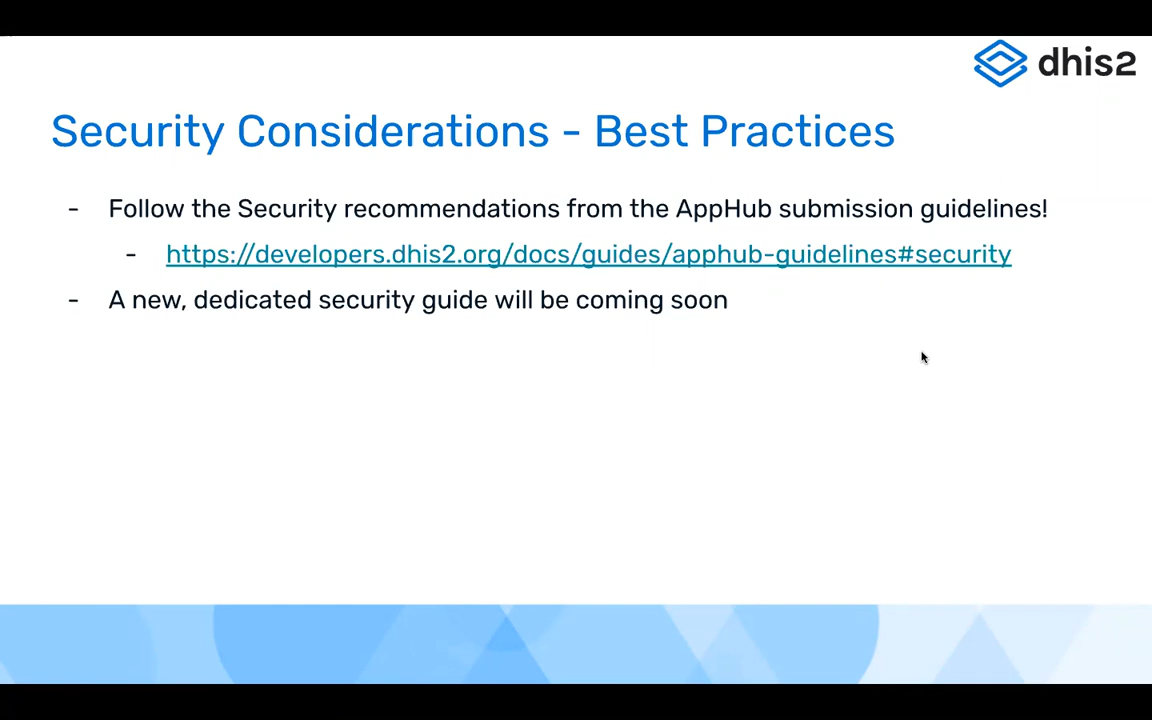 dhis2
Security Considerations - Best Practices
- Follow the Security recommendations from the AppHub submission guidelines!
- https://developers.dhis2.org/docs/guides/apphub-guidelines#security
- A new, dedicated security guide will be coming soon